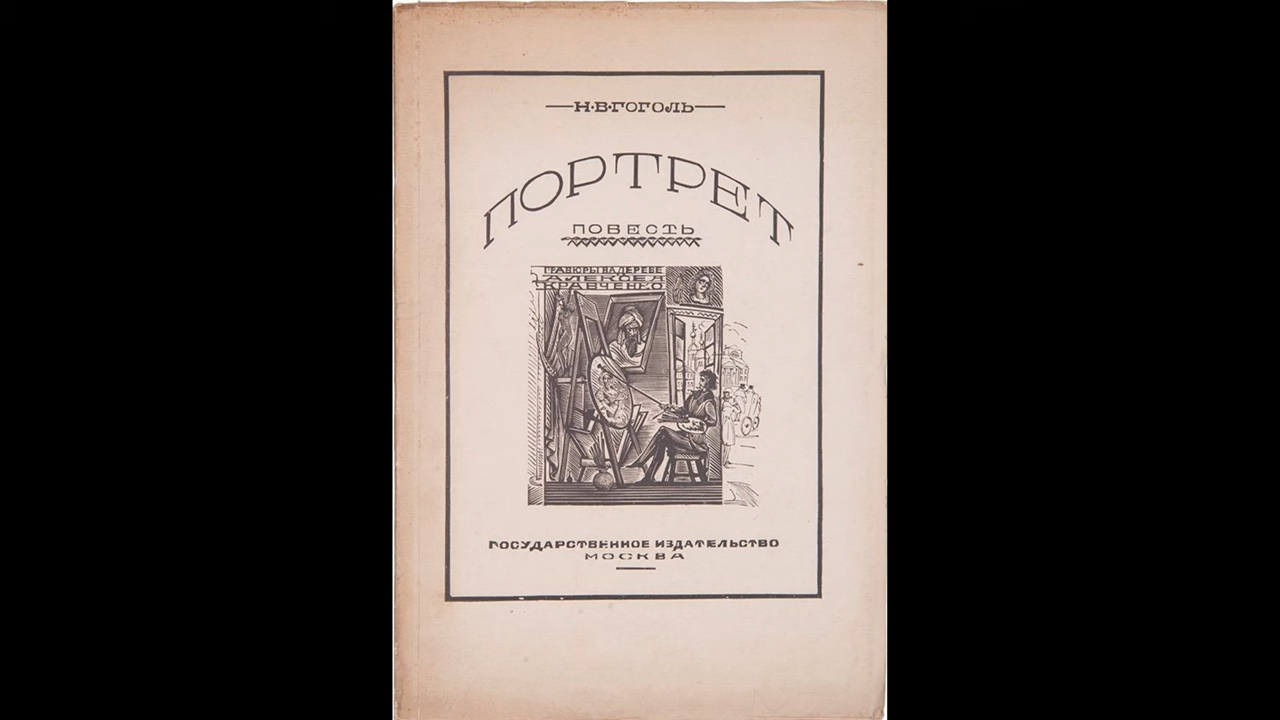 Н·В·ГОГОЛЬ
ПОРТРЕТ
ПОВЕСТЬ
ГРАВЮРЫ НА ДЕРЕВЕ
АЛЕКСЕЯ
КРАВЧЕНКО
ГОСУДАРСТВЕННОЕ ИЗДАТЕЛЬСТВО
МОСКВА